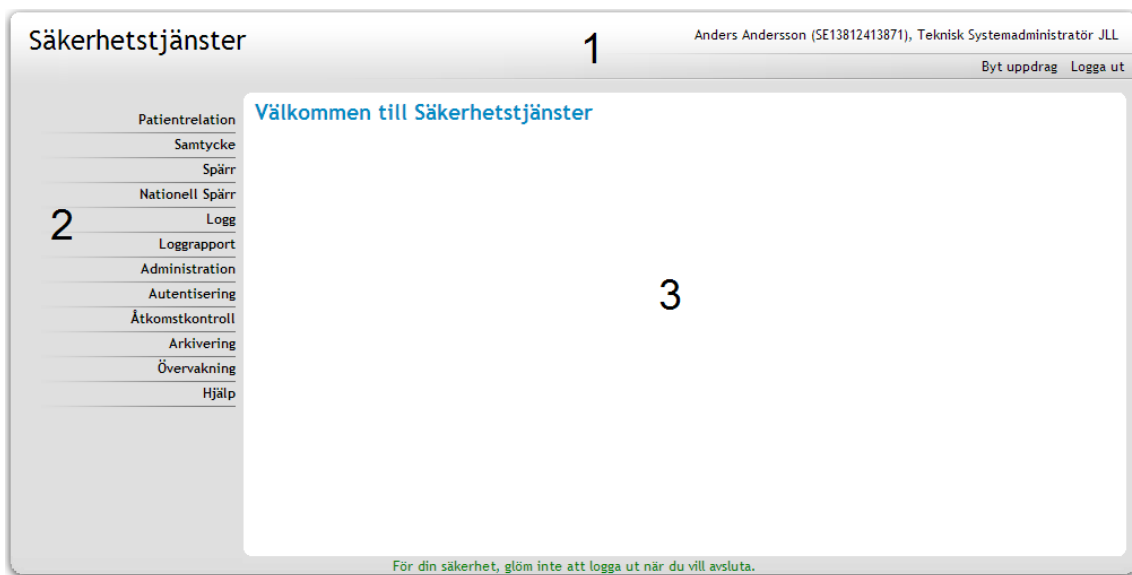 Säkerhetstjänster
1
Anders Andersson (SE13812413871), Teknisk Systemadministratör JLL
Byt uppdrag Logga ut
Patientrelation
Samtycke
Spärr
Nationell Spärr
2
Logg
Loggrapport
Administration
Autentisering
Åtkomstkontroll
Arkivering
Övervakning
Hjälp
Välkommen till Säkerhetstjänster
3
För din säkerhet, glöm inte att logga ut när du vill avsluta.